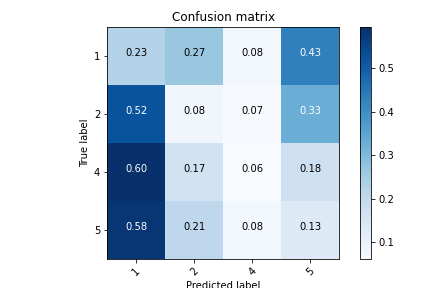 Confusion matrix
True label
1 0.23 0.27 0.08 0.43
2 0.52 0.08 0.07 0.33
4 0.60 0.17 0.06 0.18
5 0.58 0.21 0.08 0.13
1 2 4 5
Predicted label
0.5
0.4
0.3
0.2
0.1